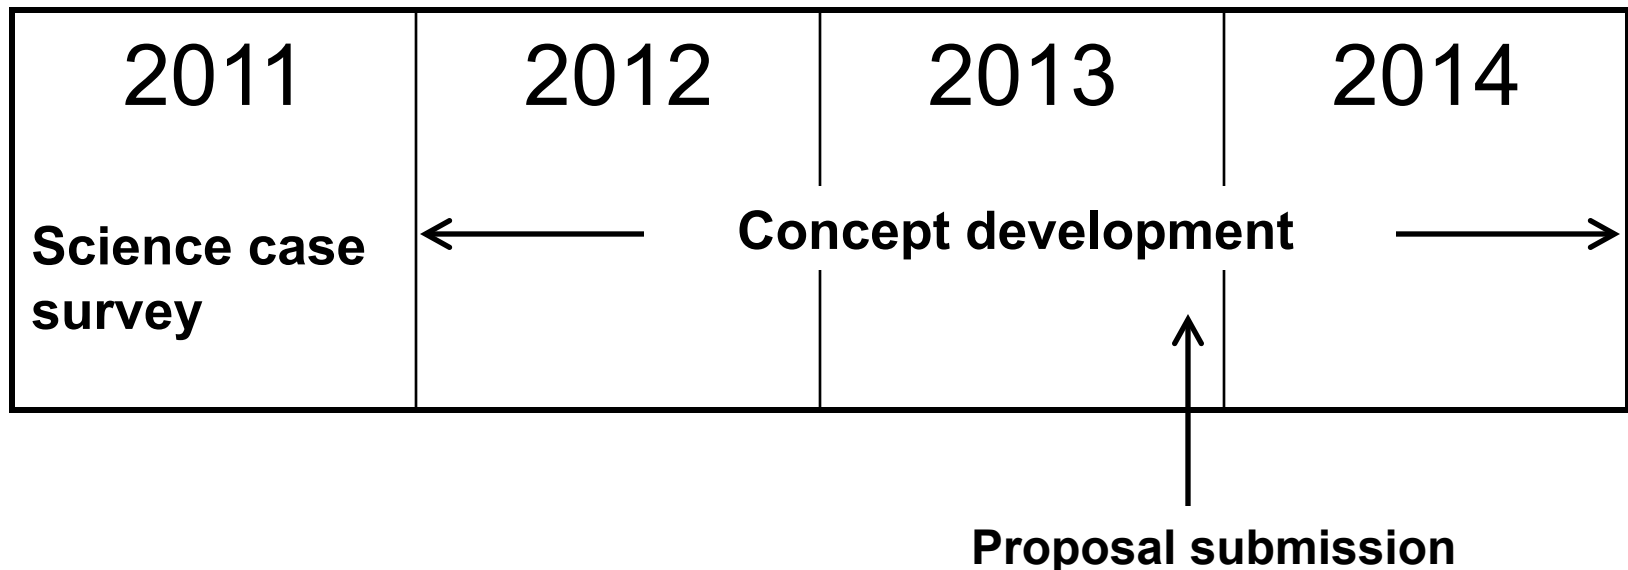 2011 2012 2013 2014
Concept development
Science case
survey
Proposal submission